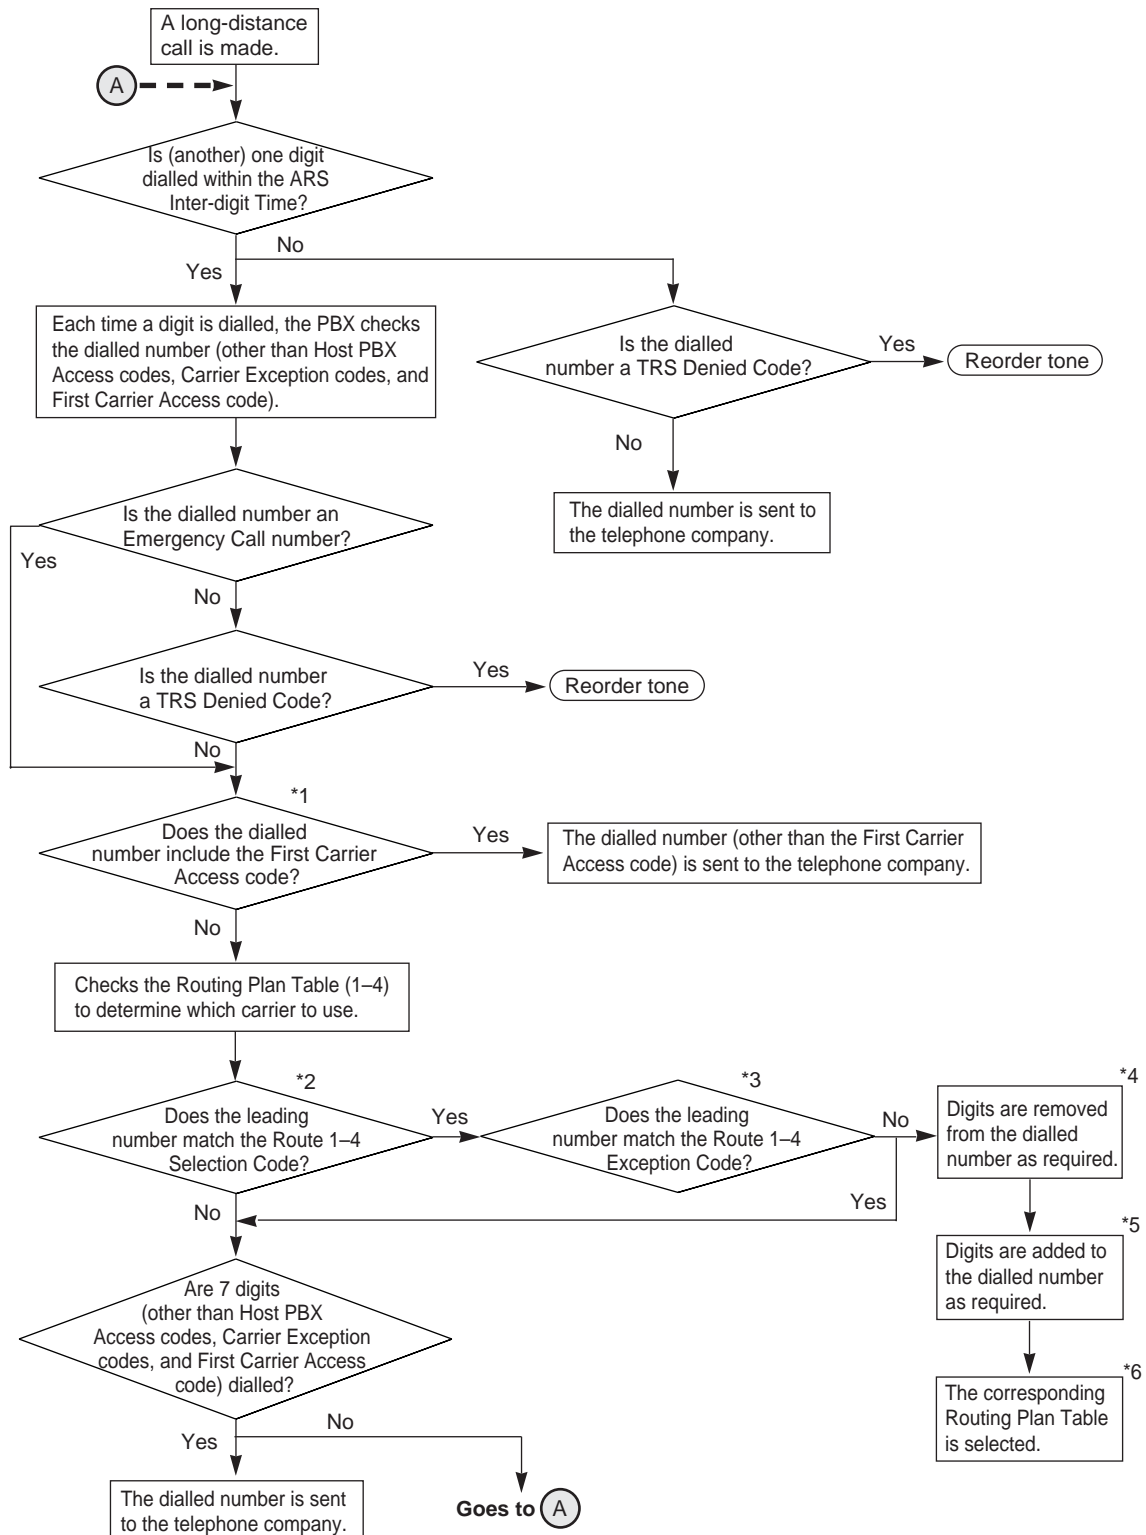 A long-distance
call is made.
A
Is (another) one digit
dialled within the ARS
Inter-digit Time?
No
Yes
Each time a digit is dialled, the PBX checks
the dialled number (other than Host PBX
Access codes, Carrier Exception codes, and
First Carrier Access code).
Is the dialled
number a TRS Denied Code?
Yes
Reorder tone
No
The dialled number is sent to
the telephone company.
Is the dialled number an
Emergency Call number?
Yes
No
Is the dialled number
a TRS Denied Code?
Yes
Reorder tone
No
*1
Does the dialled
number include the First Carrier
Access code?
Yes
The dialled number (other than the First Carrier
Access code) is sent to the telephone company.
No
Checks the Routing Plan Table (1–4)
to determine which carrier to use.
*2
Does the leading
number match the Route 1–4
Selection Code?
Yes
*3
Does the leading
number match the Route 1–4
Exception Code?
No
*4
Digits are removed
from the dialled
number as required.
Yes
No
*5
Digits are added to
the dialled number
as required.
*6
The corresponding
Routing Plan Table
is selected.
Are 7 digits
(other than Host PBX
Access codes, Carrier Exception
codes, and First Carrier Access
code) dialled?
No
Yes
The dialled number is sent
to the telephone company.
Goes to A